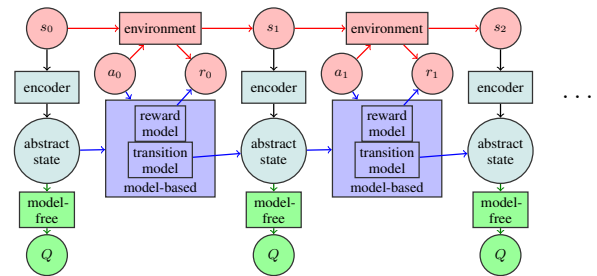 s₀
environment
s₁
environment
s₂
a₀
r₀
a₁
r₁
encoder
encoder
encoder
reward
model
reward
model
abstract
state
transition
model
abstract
state
transition
model
abstract
state
model-based
model-based
model-
free
model-
free
model-
free
Q
Q
Q
. . .